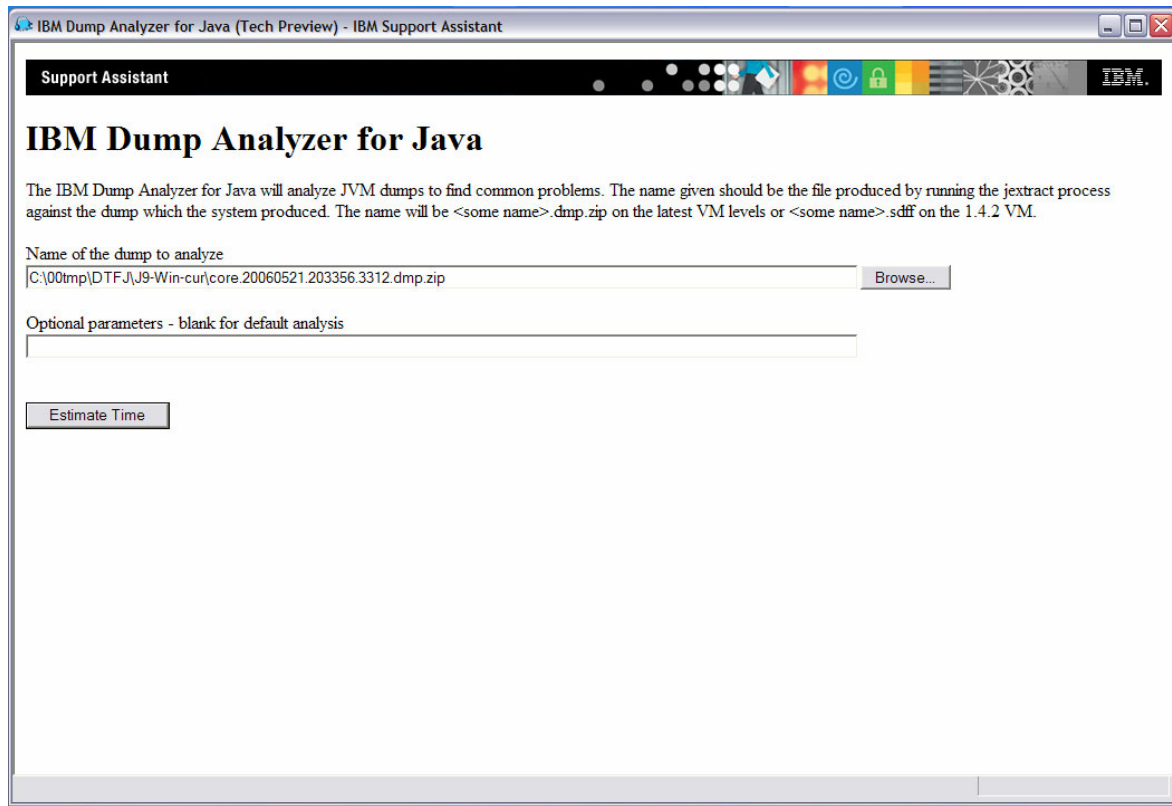 IBM Dump Analyzer for Java (Tech Preview) - IBM Support Assistant
Support Assistant
IBM.
IBM Dump Analyzer for Java
The IBM Dump Analyzer for Java will analyze JVM dumps to find common problems. The name given should be the file produced by running the jextract process
against the dump which the system produced. The name will be <some name>.dmp.zip on the latest VM levels or <some name>.sdff on the 1.4.2 VM.
Name of the dump to analyze
C:\00tmp\DTFJ\J9-Win-cur\core.20060521.203356.3312.dmp.zip Browse...
Optional parameters - blank for default analysis
Estimate Time